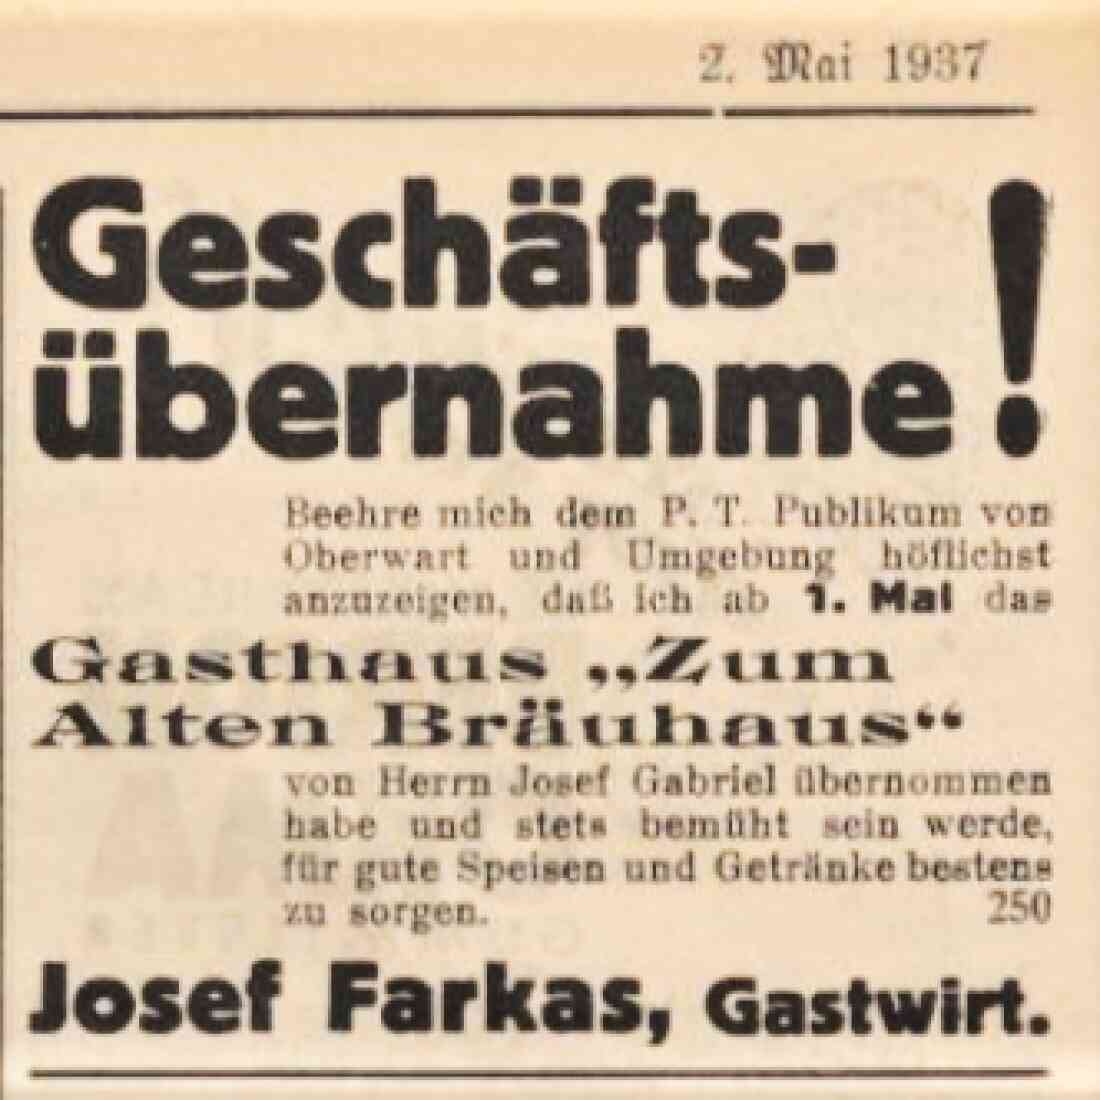 2. Mai 1937
Geschäfts-
übernahme!
Beehre mich dem P. T. Publikum von
Oberwart und Umgebung höflichst
anzuzeigen, daß ich ab 1. Mai das
Gasthaus „Zum
Alten Bräuhaus“
von Herrn Josef Gabriel übernommen
habe und stets bemüht sein werde,
für gute Speisen und Getränke bestens
zu sorgen. 250
Josef Farkas, Gastwirt.